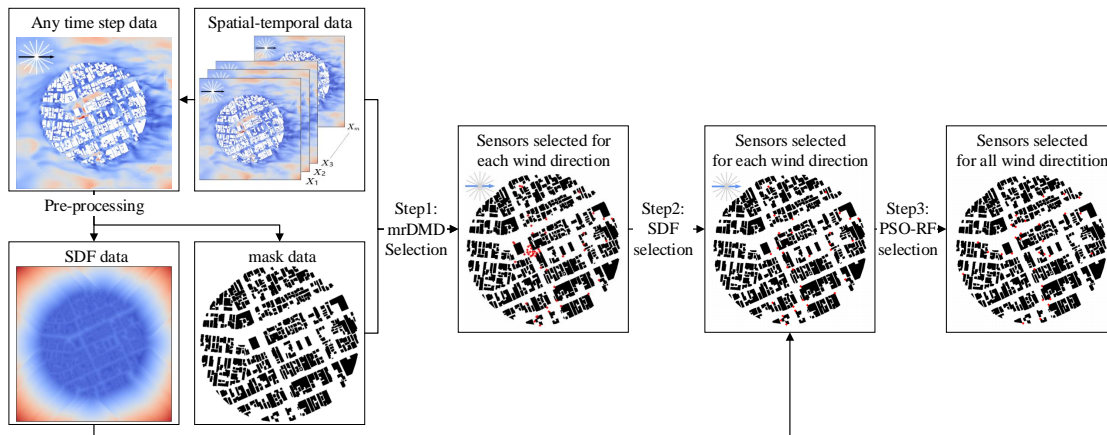 Any time step data
Spatial-temporal data
Xm
X3
X2
X1
Pre-processing
SDF data
mask data
Step1:
mrDMD
Selection
Sensors selected for
each wind direction
Step2:
SDF
selection
Sensors selected
for each wind direction
Step3:
PSO-RF
selection
Sensors selected
for all wind directition